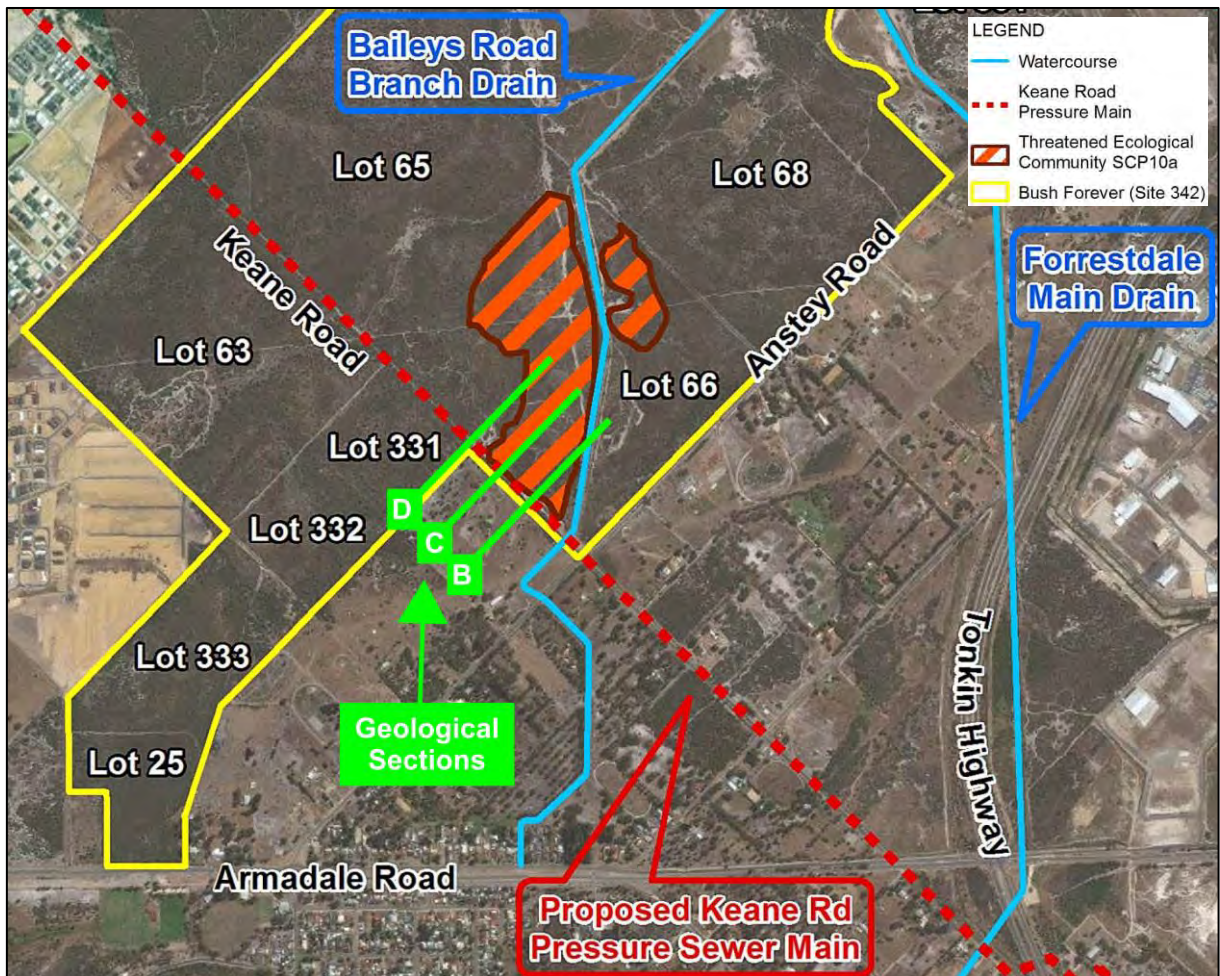 LEGEND
Watercourse
Keane Road
Pressure Main
Threatened Ecological
Community SCP10a
Bush Forever (Site 342)
Baileys Road
Branch Drain
Lot 65
Lot 68
Keane Road
Anstey Road
Forrestdale
Main Drain
Lot 63
Lot 66
Lot 331
D
Lot 332
C
B
Lot 333
Geological
Sections
Lot 25
Tonkin Highway
Armadale Road
Proposed Keane Rd
Pressure Sewer Main